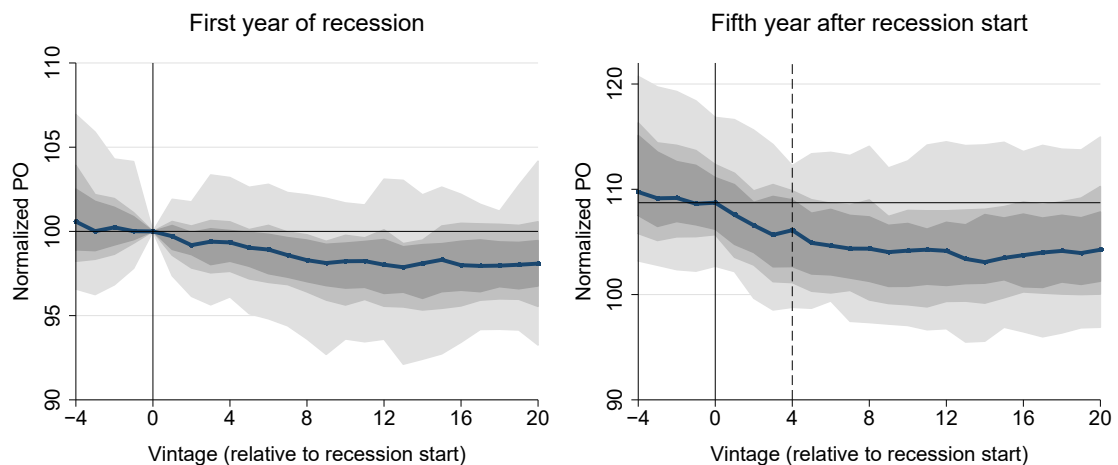 First year of recession
Normalized PO
110
105
100
95
90
−4 0 4 8 12 16 20
Vintage (relative to recession start)
Fifth year after recession start
Normalized PO
120
110
100
90
−4 0 4 8 12 16 20
Vintage (relative to recession start)